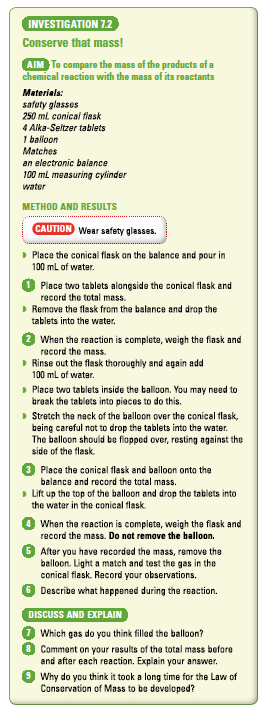 INVESTIGATION 7.2
Conserve that mass!
AIM To compare the mass of the products of a
chemical reaction with the mass of its reactants
Materials:
safety glasses
250 mL conical flask
4 Alka-Seltzer tablets
1 balloon
Matches
an electronic balance
100 mL measuring cylinder
water
METHOD AND RESULTS
CAUTION Wear safety glasses.
Place the conical flask on the balance and pour in
100 mL of water.
1 Place two tablets alongside the conical flask and
record the total mass.
Remove the flask from the balance and drop the
tablets into the water.
2 When the reaction is complete, weigh the flask and
record the mass.
Rinse out the flask thoroughly and again add
100 mL of water.
Place two tablets inside the balloon. You may need to
break the tablets into pieces to do this.
Stretch the neck of the balloon over the conical flask,
being careful not to drop the tablets into the water.
The balloon should be flopped over, resting against the
side of the flask.
3 Place the conical flask and balloon onto the
balance and record the total mass.
Lift up the top of the balloon and drop the tablets into
the water in the conical flask.
4 When the reaction is complete, weigh the flask and
record the mass. Do not remove the balloon.
5 After you have recorded the mass, remove the
balloon. Light a match and test the gas in the
conical flask. Record your observations.
6 Describe what happened during the reaction.
DISCUSS AND EXPLAIN
7 Which gas do you think filled the balloon?
8 Comment on your results of the total mass before
and after each reaction. Explain your answer.
9 Why do you think it took a long time for the Law of
Conservation of Mass to be developed?